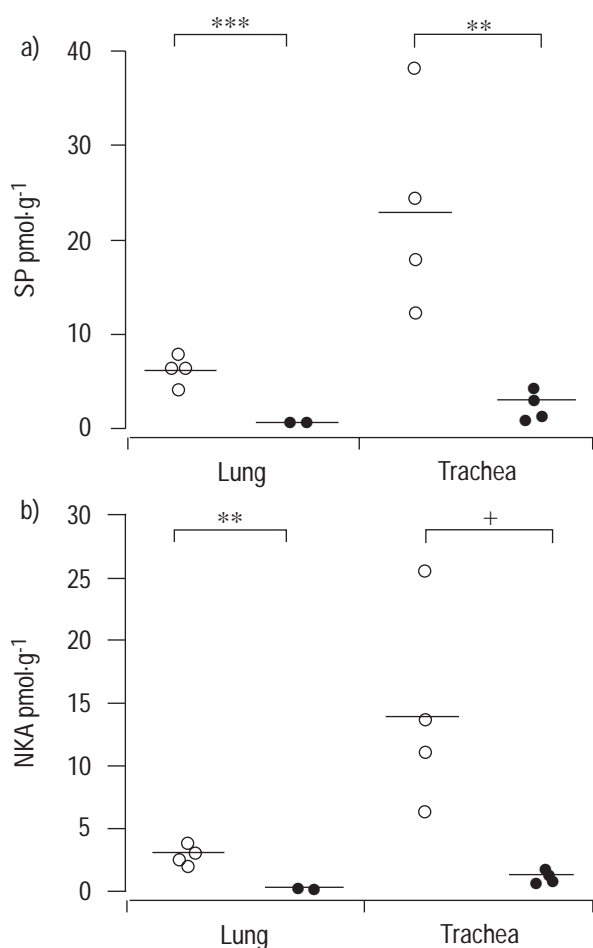 a)
*** **
SP pmol·g⁻¹
40
30
20
10
0
Lung Trachea
b)
** +
NKA pmol·g⁻¹
30
25
20
15
10
5
0
Lung Trachea